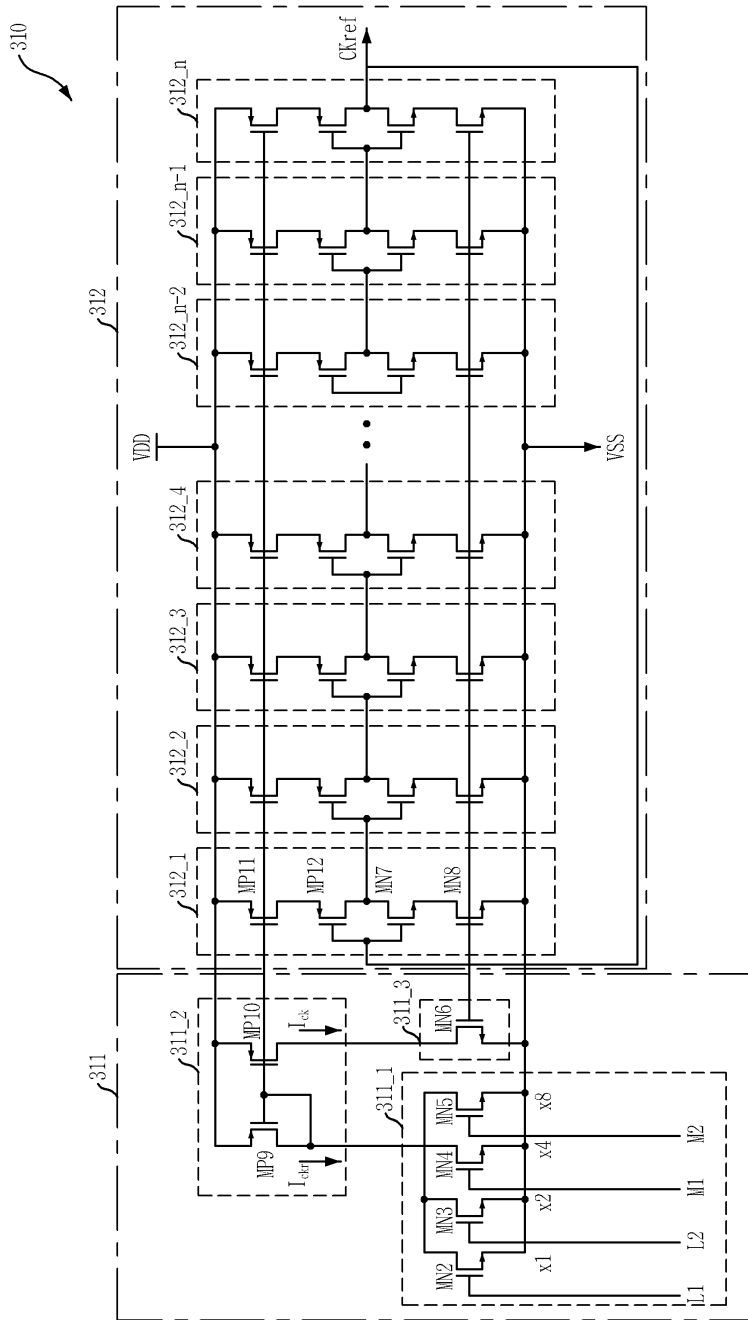 310
312
VDD
312_1
312_2
312_3
312_4
312_n-2
312_n-1
312_n
MP11
MP12
MN7
MN8
CKref
VSS
311
311_2
MP9
MP10
Ickr
Ick
311_3
MN6
311_1
MN2
MN3
MN4
MN5
x1
x2
x4
x8
L1
L2
M1
M2